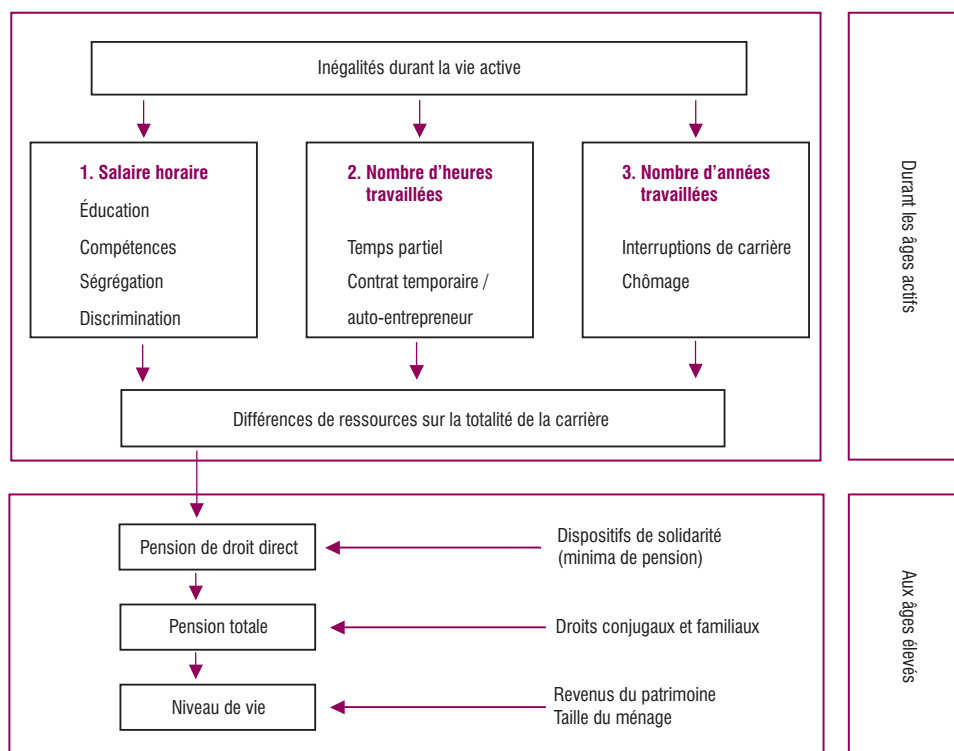 Inégalités durant la vie active
1. Salaire horaire
Éducation
Compétences
Ségrégation
Discrimination
2. Nombre d'heures
travaillées
Temps partiel
Contrat temporaire /
auto-entrepreneur
3. Nombre d'années
travaillées
Interruptions de carrière
Chômage
Différences de ressources sur la totalité de la carrière
Durant les âges actifs
Pension de droit direct
Dispositifs de solidarité
(minima de pension)
Pension totale
Droits conjugaux et familiaux
Niveau de vie
Revenus du patrimoine
Taille du ménage
Aux âges élevés